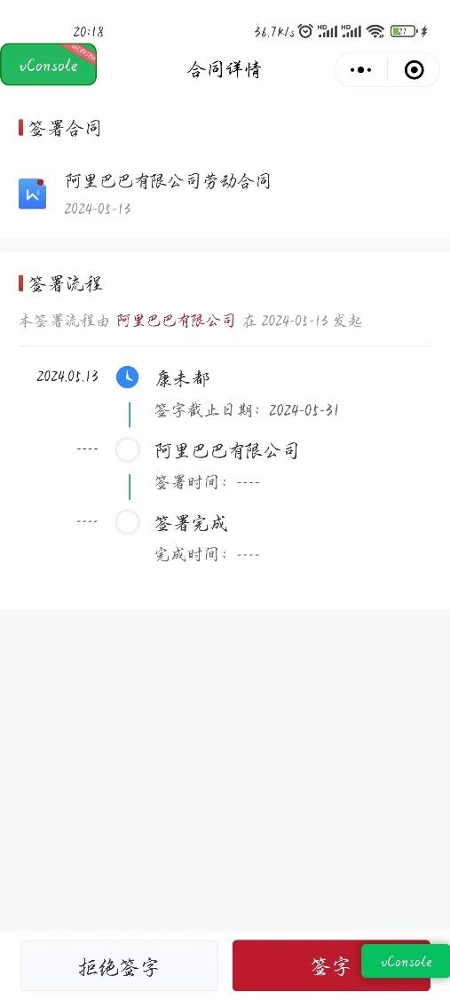 20:18 36.7K/s HD HD 27
vConsole
合同详情
签署合同
阿里巴巴有限公司劳动合同
2024-05-13
签署流程
本签署流程由 阿里巴巴有限公司 在 2024-05-13 发起
2024.05.13 康未都
签字截止日期：2024-05-31
---- 阿里巴巴有限公司
签署时间：----
---- 签署完成
完成时间：----
拒绝签字 签字 vConsole